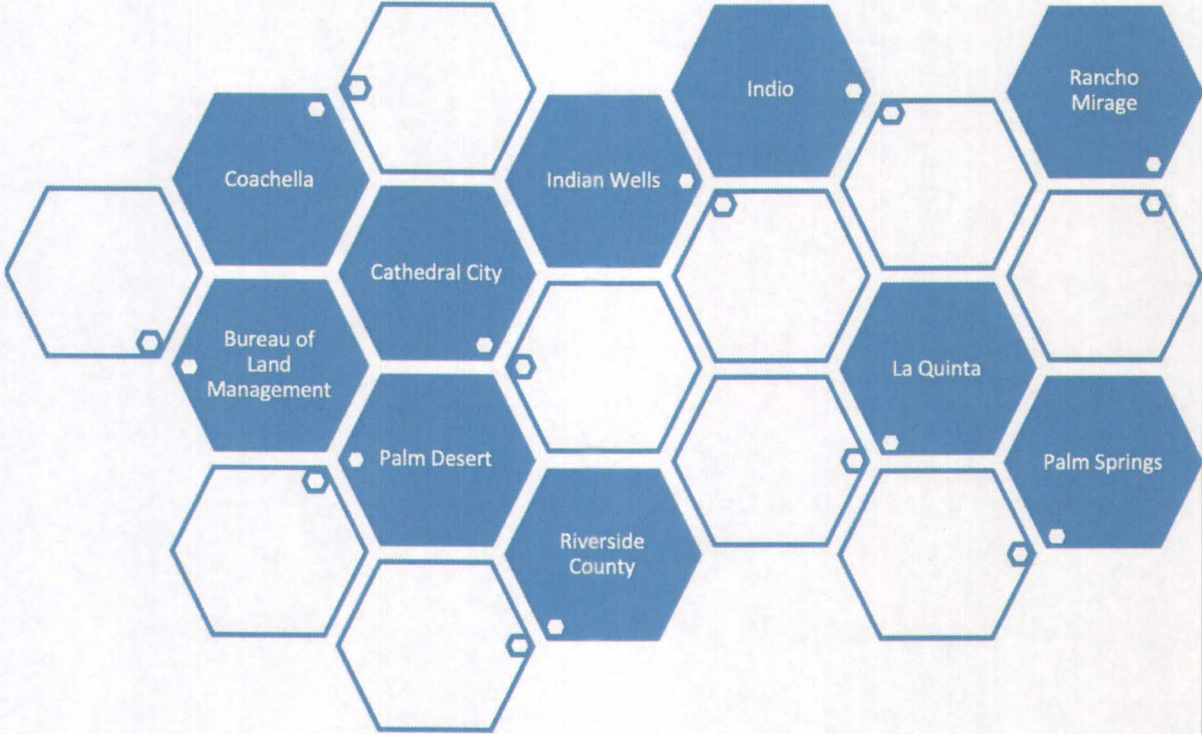 Indio
Rancho
Mirage
Coachella
Indian Wells
Cathedral City
Bureau of
Land
Management
La Quinta
Palm Desert
Palm Springs
Riverside
County